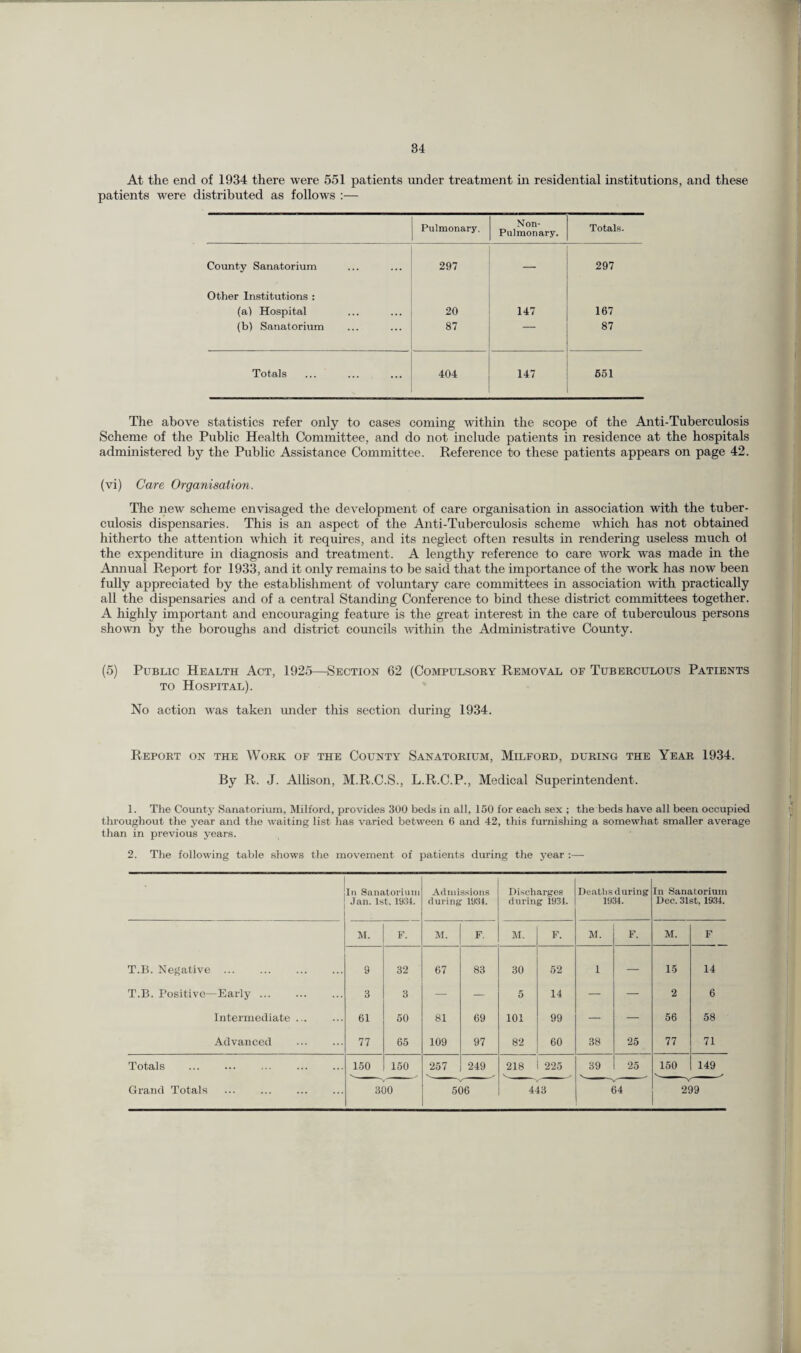 34
At the end of 1934 there were 551 patients under treatment in residential institutions, and these
patients were distributed as follows :—
Pulmonary. Non-Pulmonary. Totals.
County Sanatorium ... ... 297 — 297
Other Institutions :
(a) Hospital ... ... 20 147 167
(b) Sanatorium ... ... 87 — 87
Totals ... ... ... 404 147 551
The above statistics refer only to cases coming within the scope of the Anti-Tuberculosis
Scheme of the Public Health Committee, and do not include patients in residence at the hospitals
administered by the Public Assistance Committee. Reference to these patients appears on page 42.
(vi) Care Organisation.
The new scheme envisaged the development of care organisation in association with the tuber-
culosis dispensaries. This is an aspect of the Anti-Tuberculosis scheme which has not obtained
hitherto the attention which it requires, and its neglect often results in rendering useless much of
the expenditure in diagnosis and treatment. A lengthy reference to care work was made in the
Annual Report for 1933, and it only remains to be said that the importance of the work has now been
fully appreciated by the establishment of voluntary care committees in association with practically
all the dispensaries and of a central Standing Conference to bind these district committees together.
A highly important and encouraging feature is the great interest in the care of tuberculous persons
shown by the boroughs and district councils within the Administrative County.
(5) Public Health Act, 1925—Section 62 (Compulsory Removal of Tuberculous Patients
to Hospital).
No action was taken under this section during 1934.
Report on the Work of the County Sanatorium, Milford, during the Year 1934.
By R. J. Allison, M.R.C.S., L.R.C.P., Medical Superintendent.
1. The County Sanatorium, Milford, provides 300 beds in all, 150 for each sex ; the beds have all been occupied
throughout the year and the waiting list has varied between 6 and 42, this furnishing a somewhat smaller average
than in previous years.
2. The following table shows the movement of patients during the year :—
In Sanatorium Admissions Discharges Deaths during In Sanatorium
Jan. 1st, 1934. during 1934. during 1934. 1934. Dec. 31st, 1934.
M. F. M. F. M. F. M. F. M. F
T.B. Negative ... ... ... ... 9 32 67 83 30 52 1 — 15 14
T.B. Positive—Early ... ... ... 3 3 — — 5 14 — — 2 6
Intermediate ... ... 61 50 81 69 101 99 — — 56 58
Advanced ... ... 77 65 109 97 82 60 38 25 77 71
Totals ... ... ... ... ... 150 150 257 249 218 225 39 25 150 149
Grand Totals ... ... ... ... 300 506 443 64 299